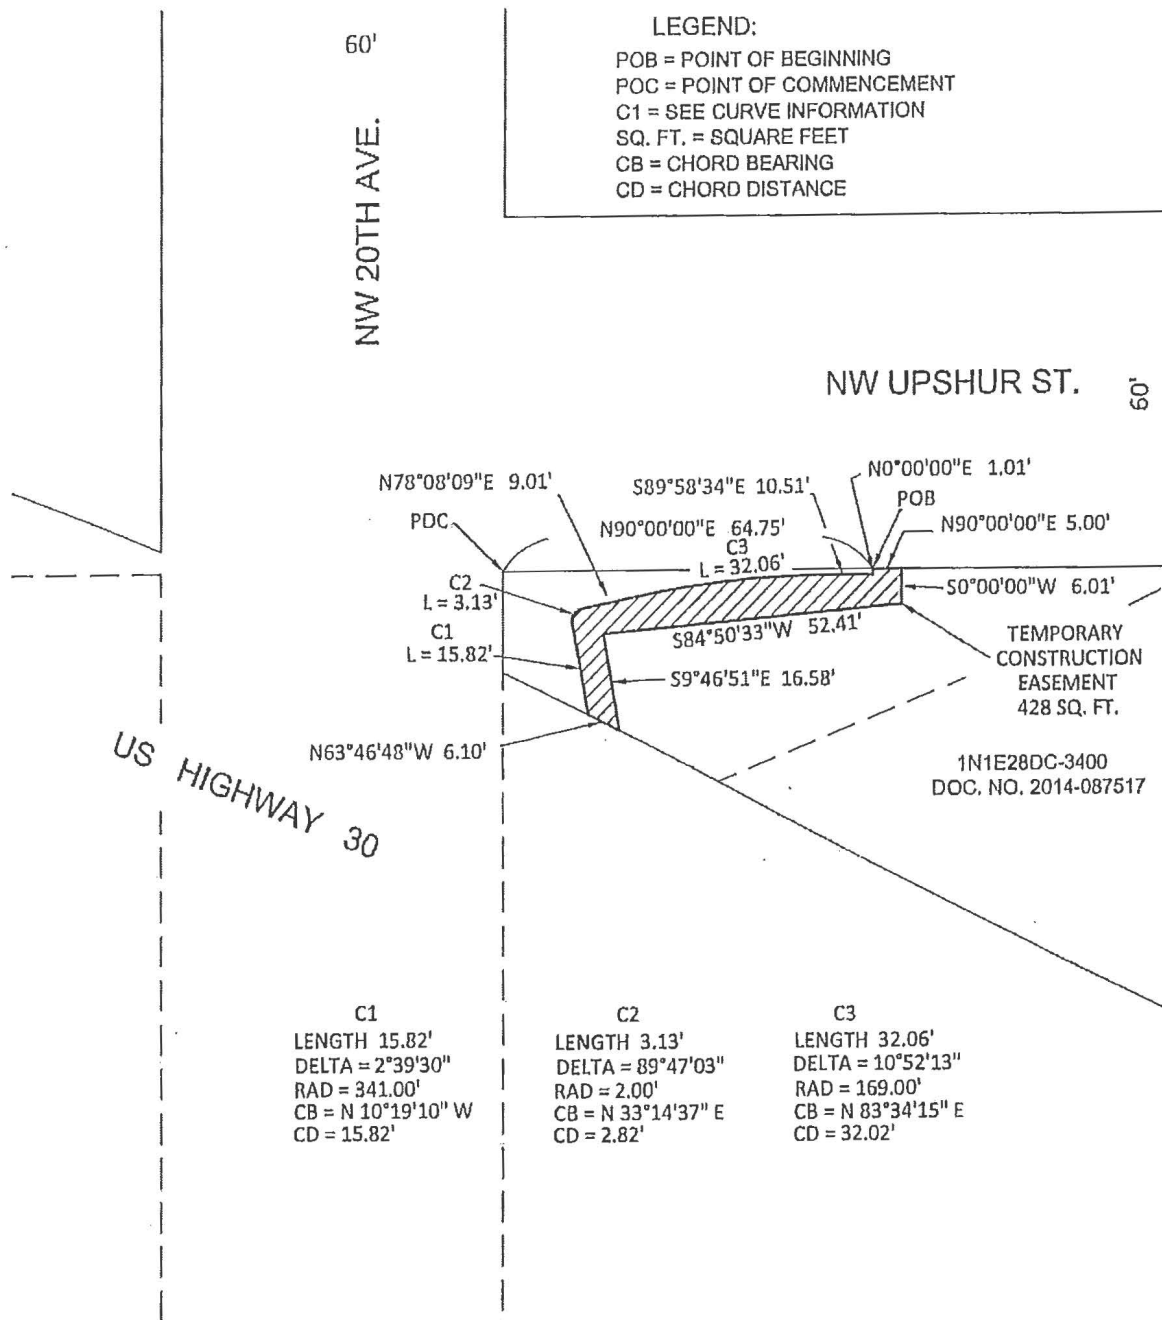 60'
NW 20TH AVE.
LEGEND:
POB = POINT OF BEGINNING
POC = POINT OF COMMENCEMENT
C1 = SEE CURVE INFORMATION
SQ. FT. = SQUARE FEET
CB = CHORD BEARING
CD = CHORD DISTANCE
NW UPSHUR ST.
60'
N78°08'09"E 9.01'
S89°58'34"E 10.51'
N0°00'00"E 1.01'
POB
POC
N90°00'00"E 64.75'
N90°00'00"E 5.00'
C3
L = 32.06'
C2
L = 3.13'
S0°00'00"W 6.01'
C1
L = 15.82'
S84°50'33"W 52.41'
TEMPORARY
CONSTRUCTION
EASEMENT
428 SQ. FT.
S9°46'51"E 16.58'
N63°46'48"W 6.10'
1N1E28DC-3400
DOC. NO. 2014-087517
US HIGHWAY 30
C1
LENGTH 15.82'
DELTA = 2°39'30"
RAD = 341.00'
CB = N 10°19'10" W
CD = 15.82'
C2
LENGTH 3.13'
DELTA = 89°47'03"
RAD = 2.00'
CB = N 33°14'37" E
CD = 2.82'
C3
LENGTH 32.06'
DELTA = 10°52'13"
RAD = 169.00'
CB = N 83°34'15" E
CD = 32.02'